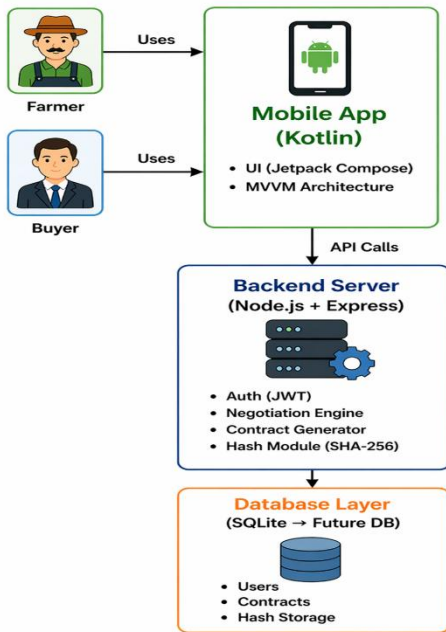 Uses
Farmer
Uses
Buyer
Mobile App
(Kotlin)
• UI (Jetpack Compose)
• MVVM Architecture
API Calls
Backend Server
(Node.js + Express)
• Auth (JWT)
• Negotiation Engine
• Contract Generator
• Hash Module (SHA-256)
Database Layer
(SQLite → Future DB)
• Users
• Contracts
• Hash Storage